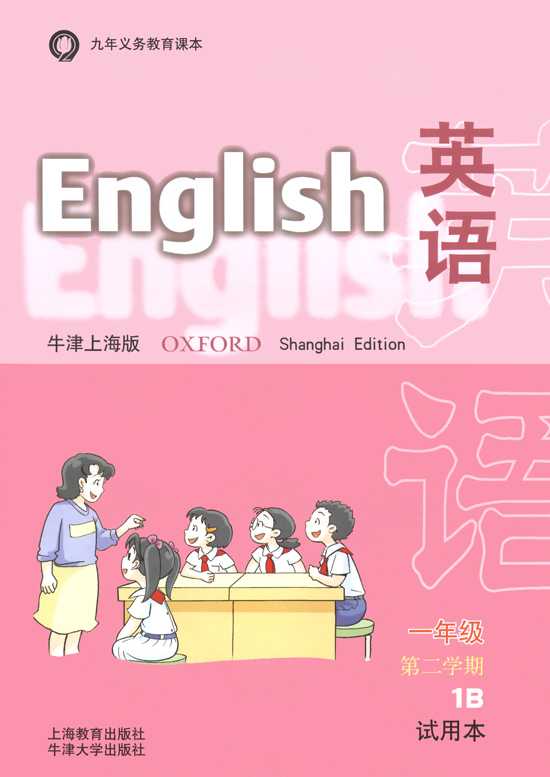 九年义务教育课本
English
英语
牛津上海版 OXFORD Shanghai Edition
一年级
第二学期
1B
试用本
上海教育出版社
牛津大学出版社